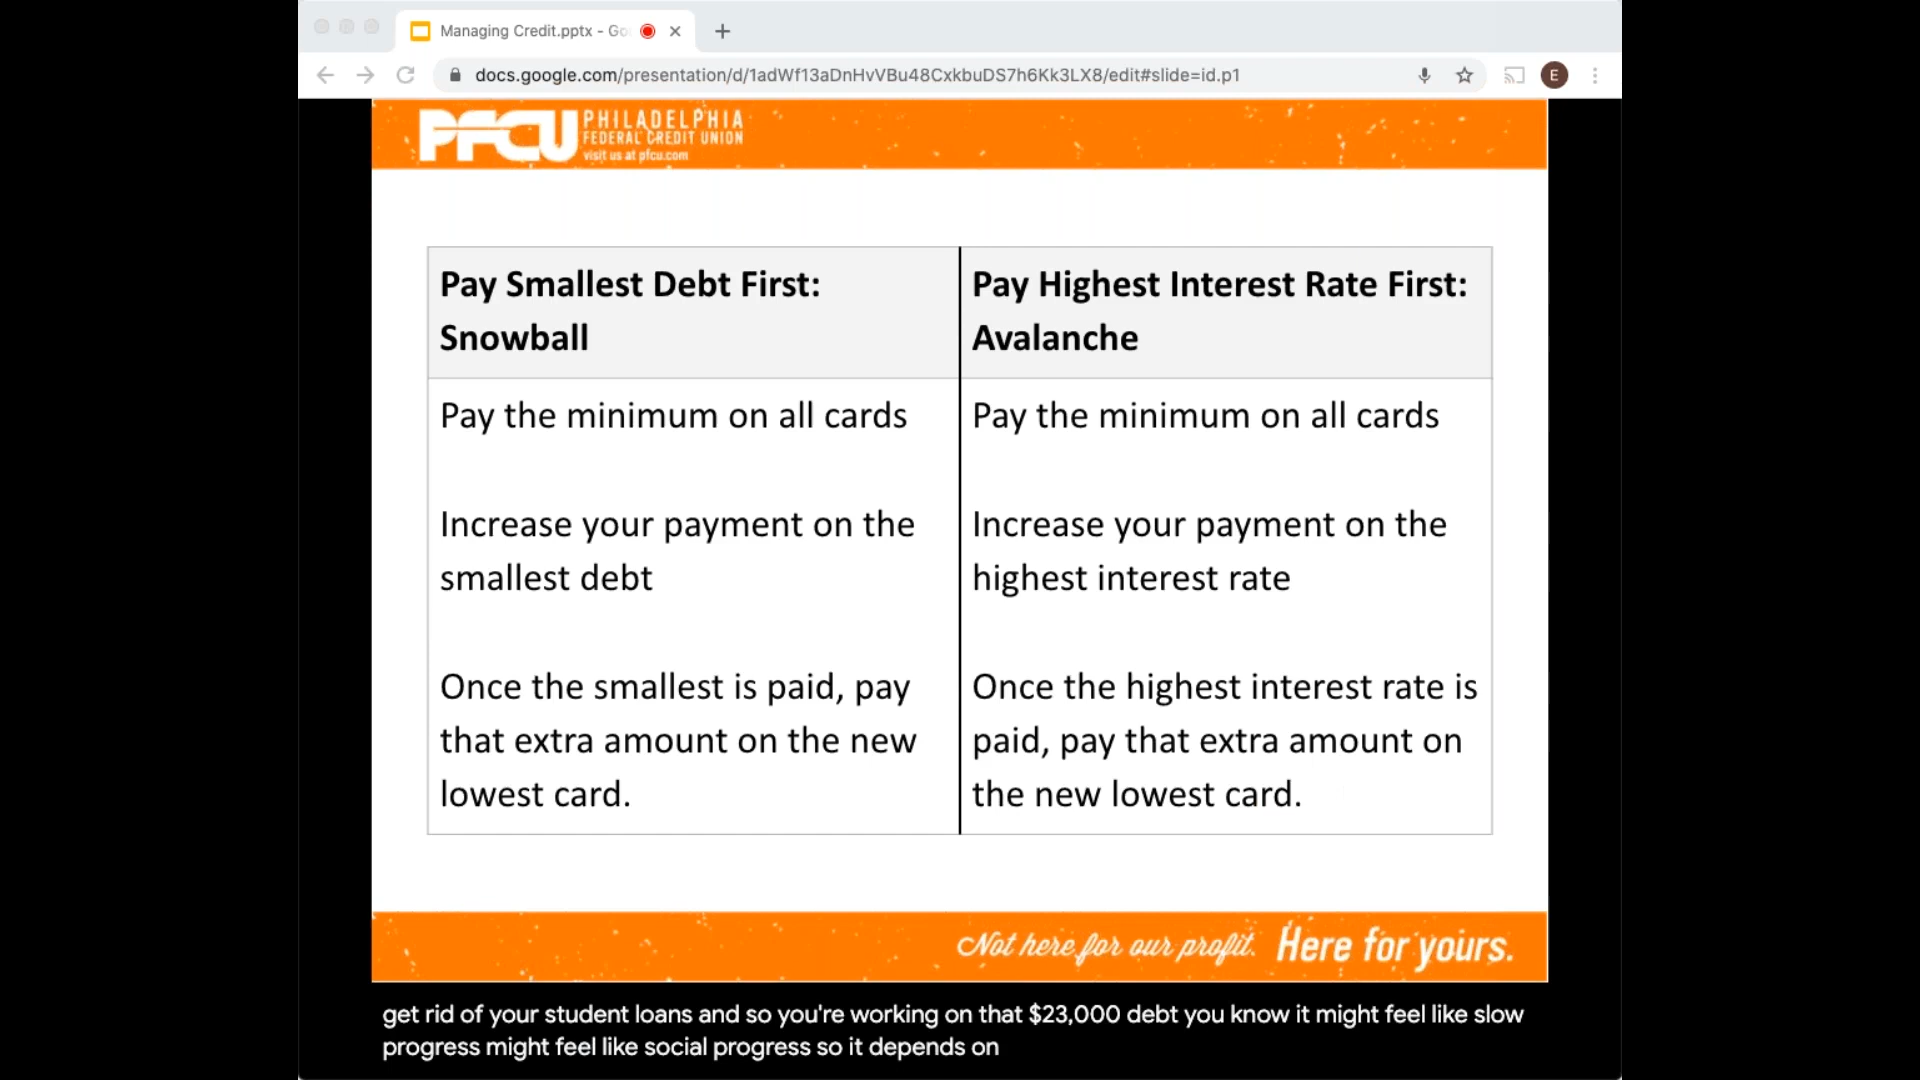 Managing Credit.pptx - Go
docs.google.com/presentation/d/1adWf13aDnHvVBu48CxkbuDS7h6Kk3LX8/edit#slide=id.p1
E
PFCU
PHILADELPHIA
FEDERAL CREDIT UNION
visit us at pfcu.com
Pay Smallest Debt First:
Snowball
Pay the minimum on all cards
Increase your payment on the
smallest debt
Once the smallest is paid, pay
that extra amount on the new
lowest card.
Pay Highest Interest Rate First:
Avalanche
Pay the minimum on all cards
Increase your payment on the
highest interest rate
Once the highest interest rate is
paid, pay that extra amount on
the new lowest card.
Not here for our profit. Here for yours.
get rid of your student loans and so you're working on that $23,000 debt you know it might feel like slow
progress might feel like social progress so it depends on